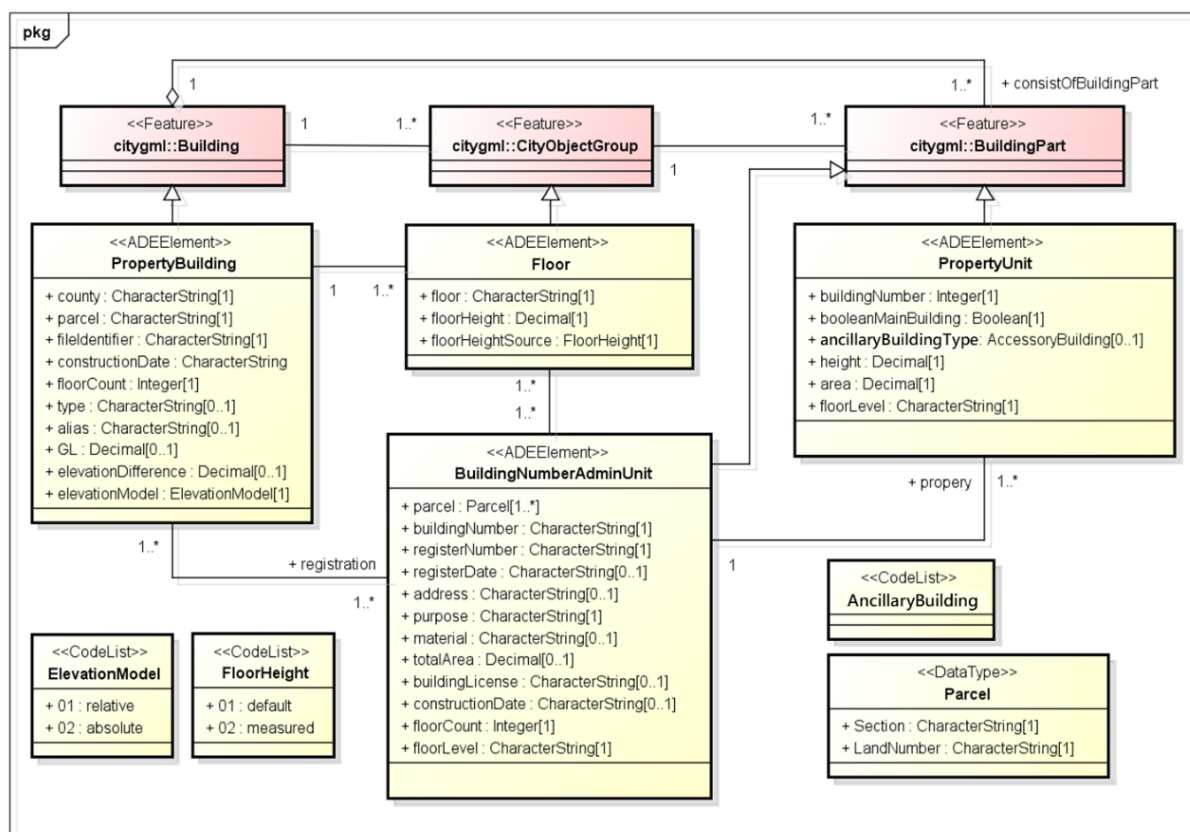 pkg
1
1..*
+ consistOfBuildingPart
<<Feature>>
citygml::Building
1
1..*
<<Feature>>
citygml::CityObjectGroup
1
1..*
<<Feature>>
citygml::BuildingPart
<<ADEElement>>
PropertyBuilding
+ county : CharacterString[1]
+ parcel : CharacterString[1]
+ fileIdentifier : CharacterString[1]
+ constructionDate : CharacterString
+ floorCount : Integer[1]
+ type : CharacterString[0..1]
+ alias : CharacterString[0..1]
+ GL : Decimal[0..1]
+ elevationDifference : Decimal[0..1]
+ elevationModel : ElevationModel[1]
1
1..*
<<ADEElement>>
Floor
+ floor : CharacterString[1]
+ floorHeight : Decimal[1]
+ floorHeightSource : FloorHeight[1]
<<ADEElement>>
PropertyUnit
+ buildingNumber : Integer[1]
+ booleanMainBuilding : Boolean[1]
+ ancillaryBuildingType: AccessoryBuilding[0..1]
+ height : Decimal[1]
+ area : Decimal[1]
+ floorLevel : CharacterString[1]
1..*
1..*
<<ADEElement>>
BuildingNumberAdminUnit
+ parcel : Parcel[1..*]
+ buildingNumber : CharacterString[1]
+ registerNumber : CharacterString[1]
+ registerDate : CharacterString[0..1]
+ address : CharacterString[0..1]
+ purpose : CharacterString[1]
+ material : CharacterString[0..1]
+ totalArea : Decimal[0..1]
+ buildingLicense : CharacterString[0..1]
+ constructionDate : CharacterString[0..1]
+ floorCount : Integer[1]
+ floorLevel : CharacterString[1]
+ propery
1..*
1
1..*
+ registration
1..*
<<CodeList>>
ElevationModel
+ 01 : relative
+ 02 : absolute
<<CodeList>>
FloorHeight
+ 01 : default
+ 02 : measured
<<CodeList>>
AncillaryBuilding
<<DataType>>
Parcel
+ Section : CharacterString[1]
+ LandNumber : CharacterString[1]